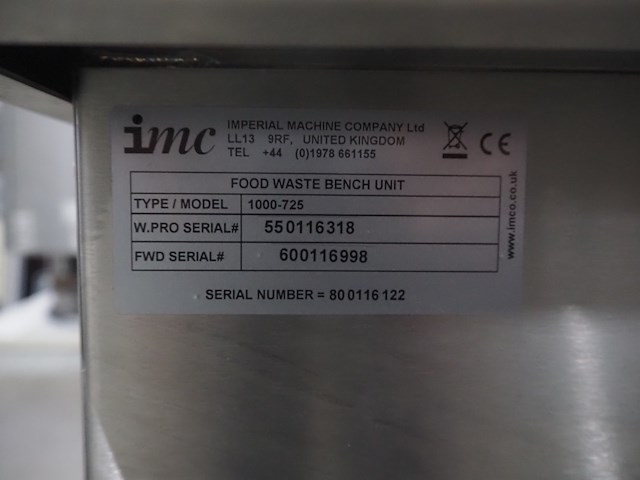 imc
IMPERIAL MACHINE COMPANY Ltd
LL13 9RF, UNITED KINGDOM
TEL +44 (0)1978 661155
CE
FOOD WASTE BENCH UNIT
TYPE / MODEL 1000-725
W.PRO SERIAL# 550116318
FWD SERIAL# 600116998
www.imco.co.uk
SERIAL NUMBER = 800116122